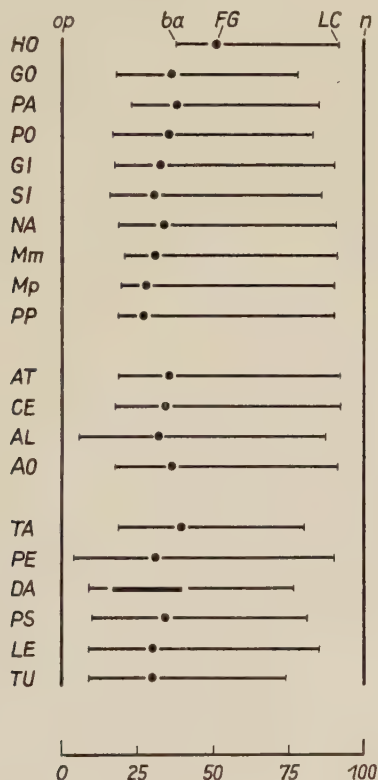 op ba FG LC n
HO
GO
PA
PO
GI
SI
NA
Mm
Mp
PP
AT
CE
AL
AO
TA
PE
DA
PS
LE
TU
0 25 50 75 100